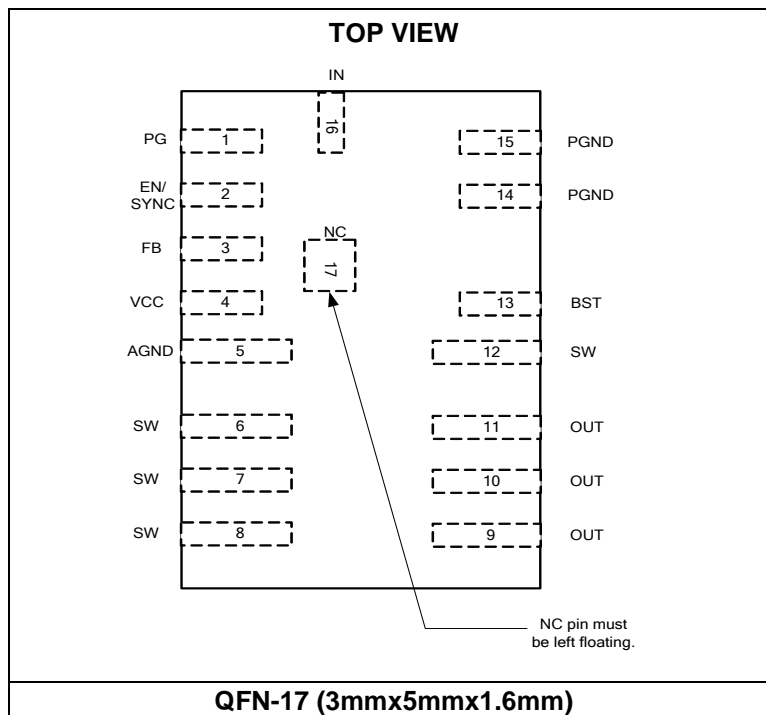 TOP VIEW
IN
16
PG
1
15
PGND
EN/
SYNC
2
14
PGND
FB
3
NC
17
VCC
4
13
BST
AGND
5
12
SW
SW
6
11
OUT
SW
7
10
OUT
SW
8
9
OUT
NC pin must
be left floating.
QFN-17 (3mmx5mmx1.6mm)